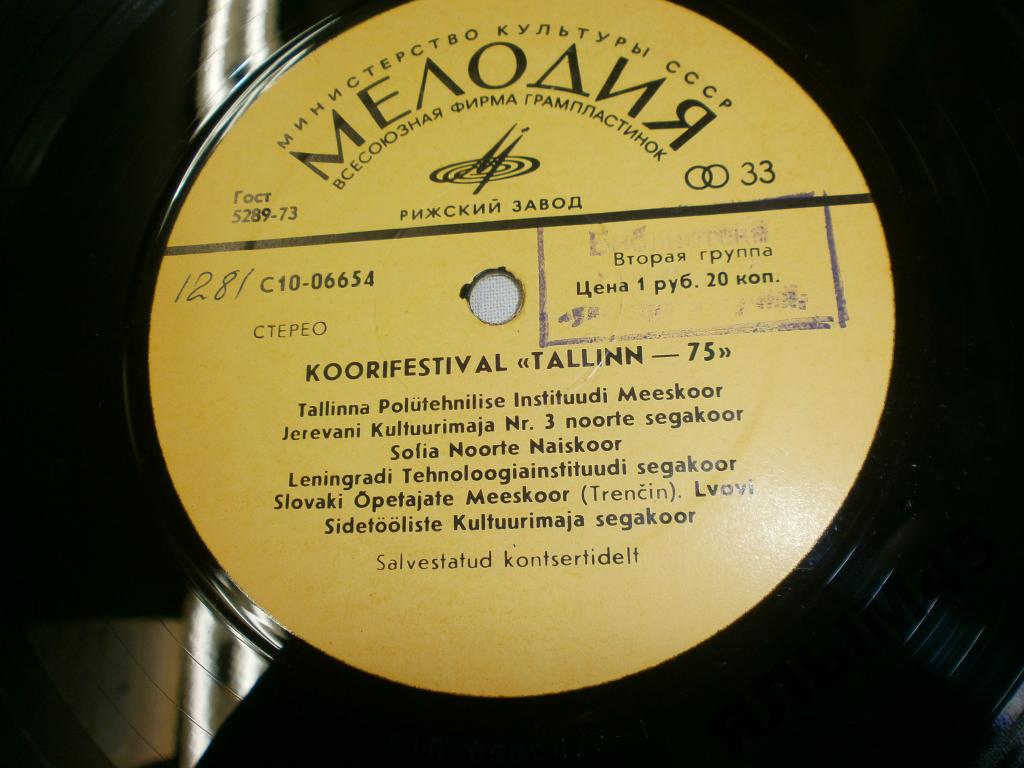 МИНИСТЕРСТВО КУЛЬТУРЫ СССР
МЕЛОДИЯ
ВСЕСОЮЗНАЯ ФИРМА ГРАМПЛАСТИНОК
33
Гост
5289-73
РИЖСКИЙ ЗАВОД
Вторая группа
Цена 1 руб. 20 коп.
1281 С10-06654
СТЕРЕО
KOORIFESTIVAL «TALLINN — 75»
Tallinna Polütehnilise Instituudi Meeskoor
Jerevani Kultuurimaja Nr. 3 noorte segakoor
Sofia Noorte Naiskoor
Leningradi Tehnoloogiainstituudi segakoor
Slovaki Õpetajate Meeskoor (Trenčin). Lvovi
Sidetööliste Kultuurimaja segakoor
Salvestatud kontsertidelt